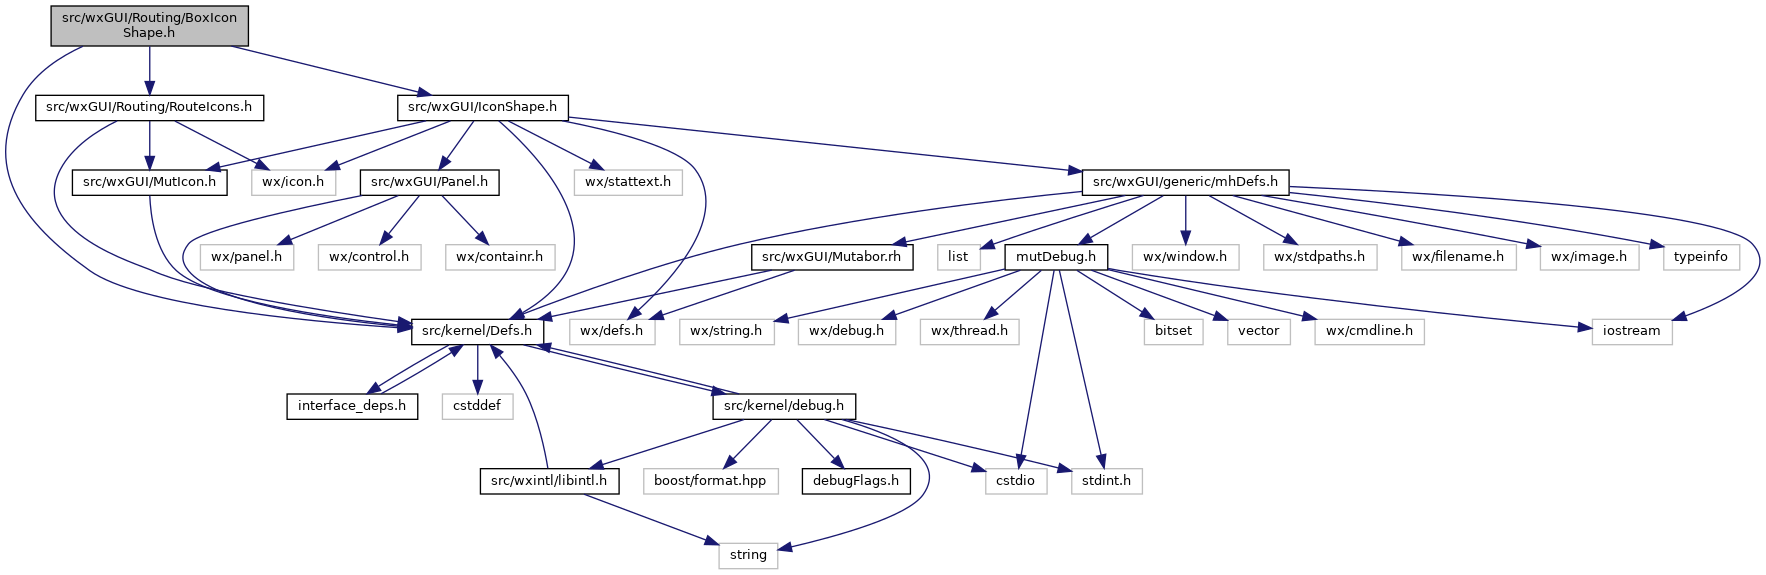 src/wxGUI/Routing/BoxIcon
Shape.h
src/wxGUI/Routing/RouteIcons.h
src/wxGUI/IconShape.h
src/wxGUI/MutIcon.h
wx/icon.h
src/wxGUI/Panel.h
wx/stattext.h
src/wxGUI/generic/mhDefs.h
wx/panel.h
wx/control.h
wx/containr.h
src/wxGUI/Mutabor.rh
list
mutDebug.h
wx/window.h
wx/stdpaths.h
wx/filename.h
wx/image.h
typeinfo
src/kernel/Defs.h
wx/defs.h
wx/string.h
wx/debug.h
wx/thread.h
bitset
vector
wx/cmdline.h
iostream
interface_deps.h
cstddef
src/kernel/debug.h
src/wxintl/libintl.h
boost/format.hpp
debugFlags.h
cstdio
stdint.h
string